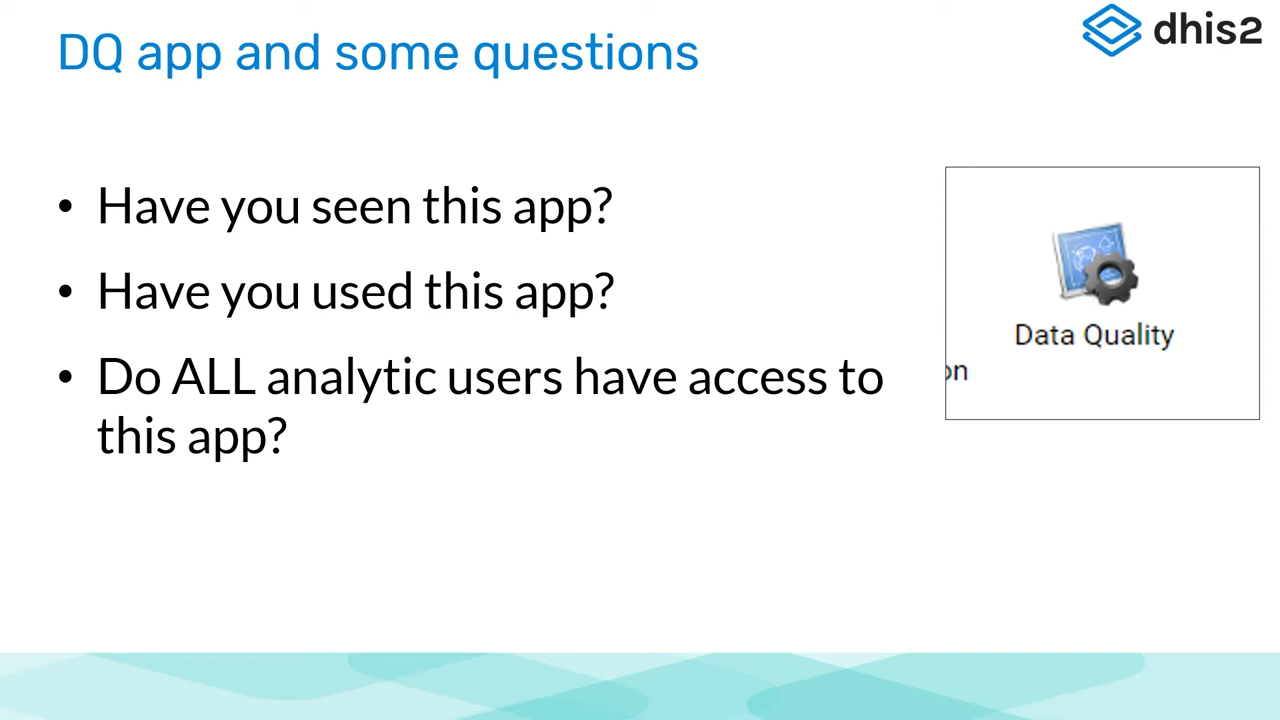 DQ app and some questions
dhis2
• Have you seen this app?
• Have you used this app?
• Do ALL analytic users have access to
this app?
Data Quality
on